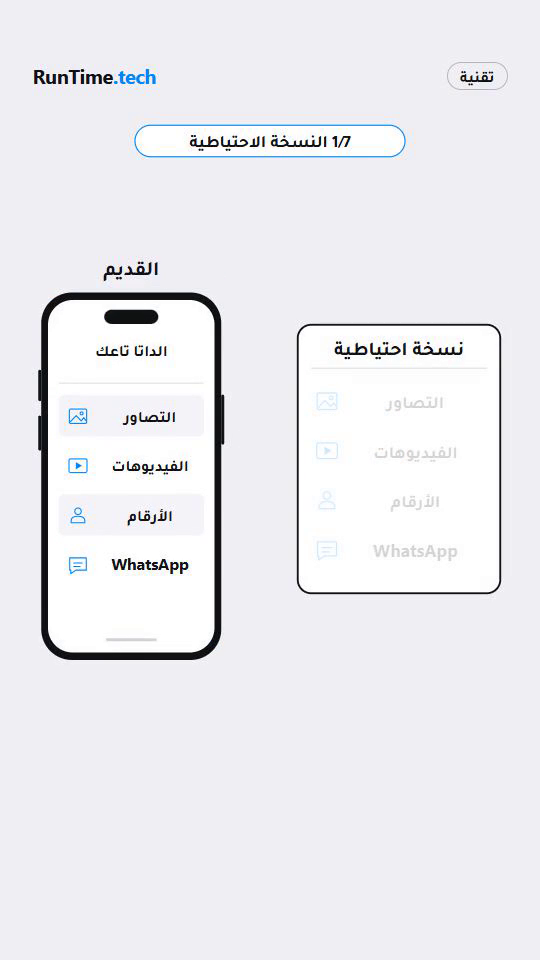 RunTime.tech
تقنية
1/7 النسخة الاحتياطية
القديم
الداتا تاعك
التصاور
الفيديوهات
الأرقام
WhatsApp
نسخة احتياطية
التصاور
الفيديوهات
الأرقام
WhatsApp